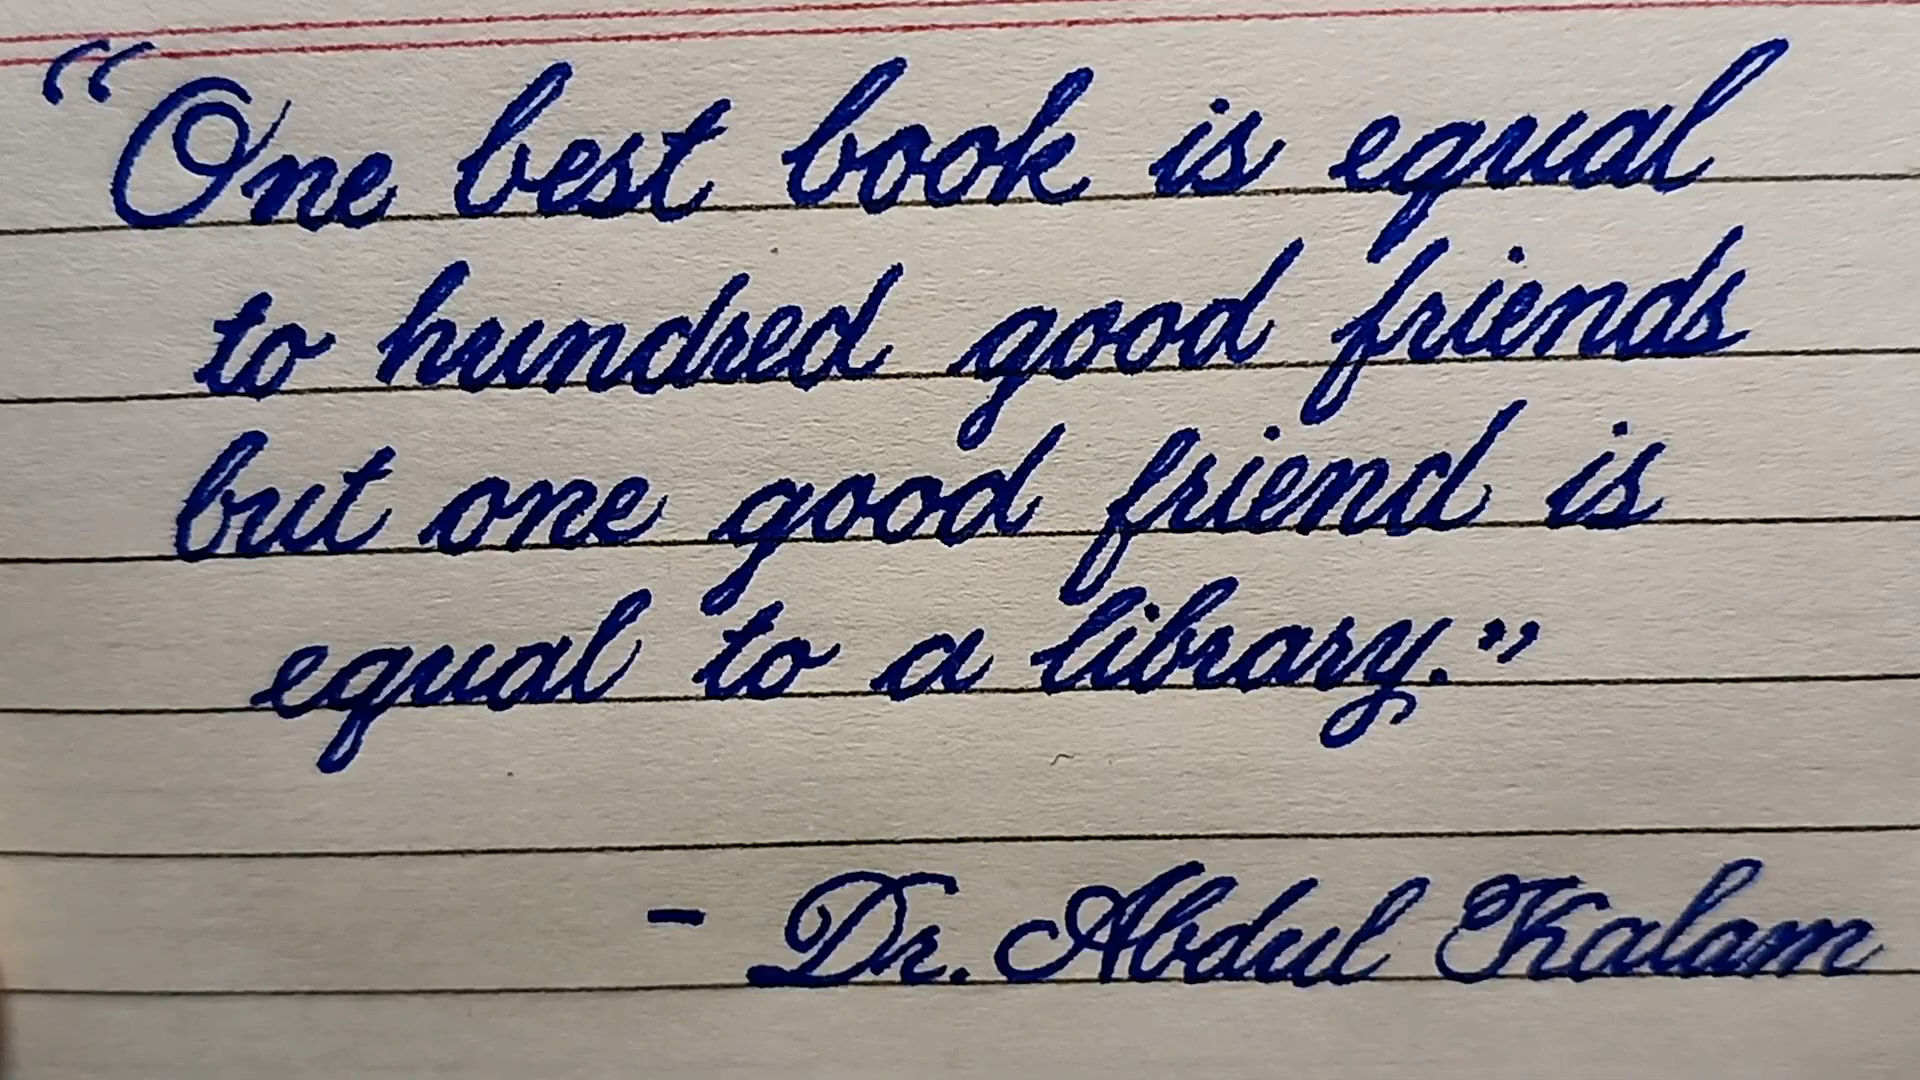 “One best book is equal
to hundred good friends
but one good friend is
equal to a library.”
- Dr. Abdul Kalam